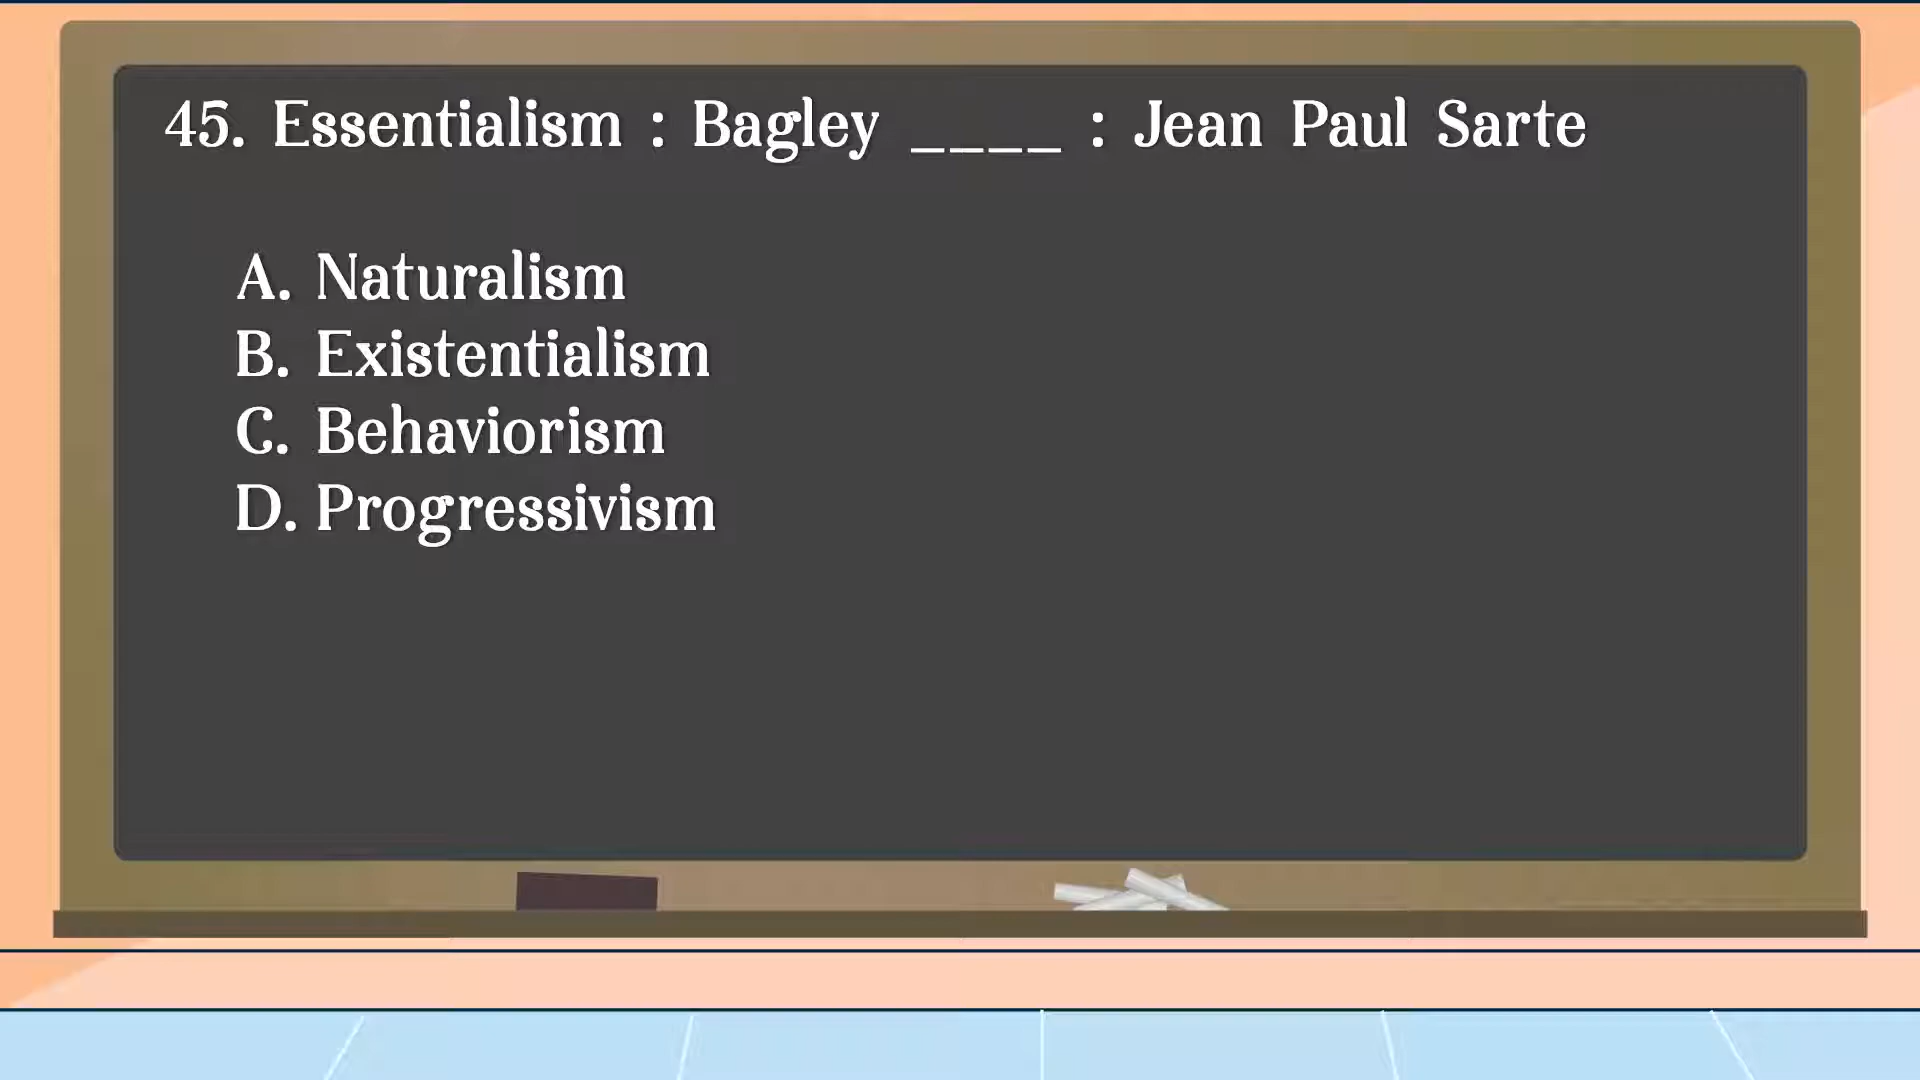 45. Essentialism : Bagley ____ : Jean Paul Sarte
A. Naturalism
B. Existentialism
C. Behaviorism
D. Progressivism